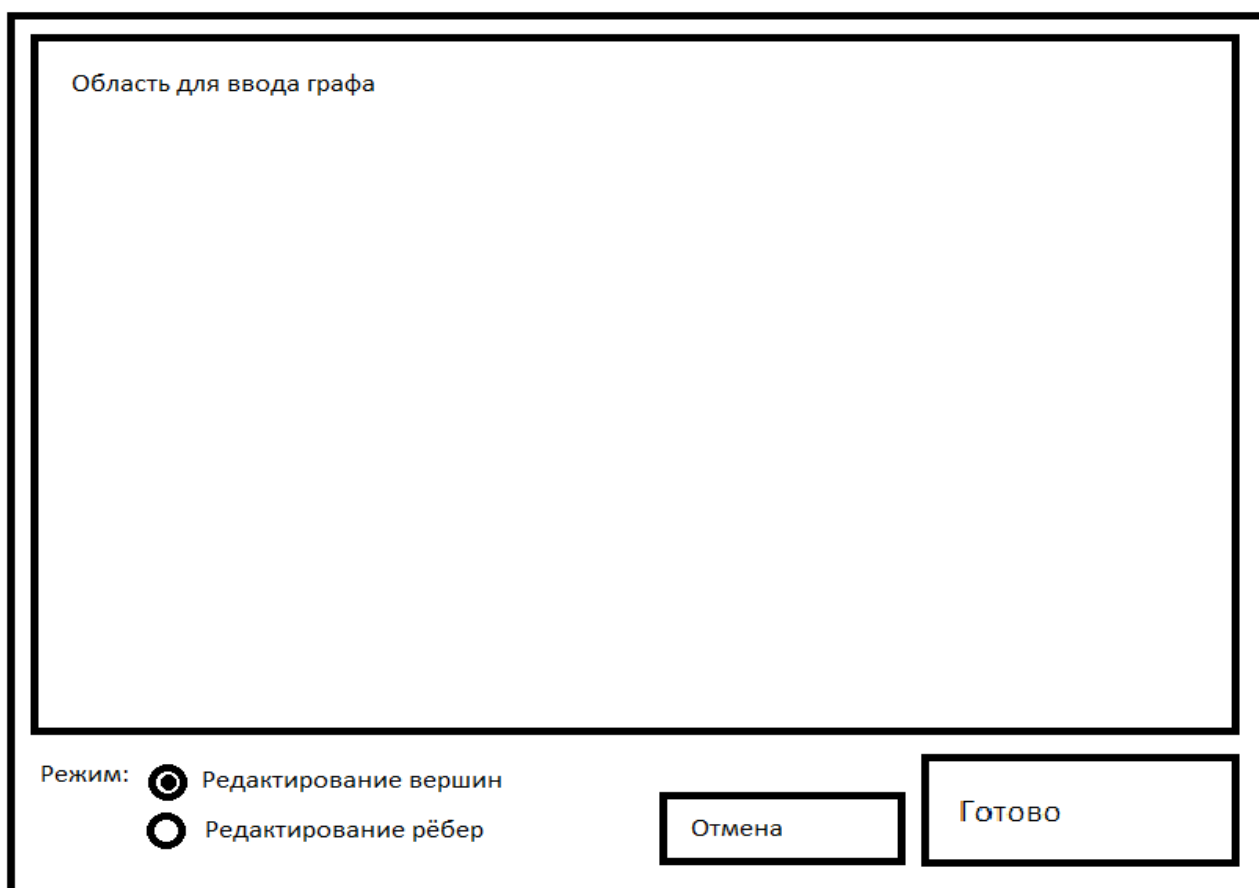 Область для ввода графа
Режим:
Редактирование вершин
Редактирование рёбер
Отмена
Готово